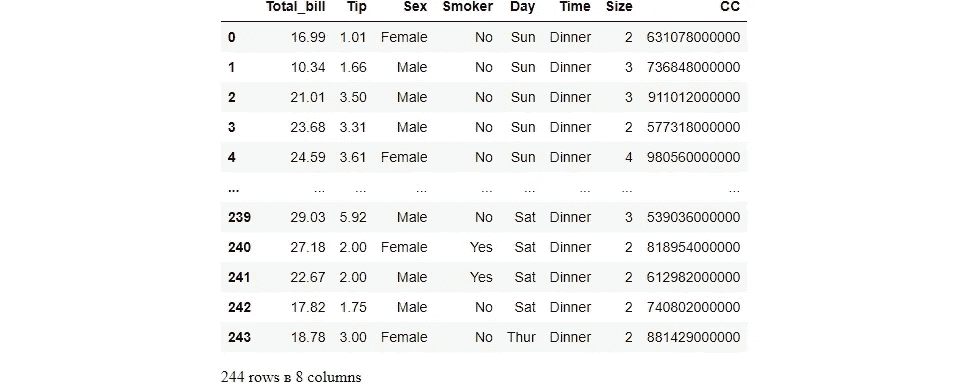 Total_bill Tip Sex Smoker Day Time Size CC
0 16.99 1.01 Female No Sun Dinner 2 631078000000
1 10.34 1.66 Male No Sun Dinner 3 736848000000
2 21.01 3.50 Male No Sun Dinner 3 911012000000
3 23.68 3.31 Male No Sun Dinner 2 577318000000
4 24.59 3.61 Female No Sun Dinner 4 980560000000
... ... ... ... ... ... ... ... ...
239 29.03 5.92 Male No Sat Dinner 3 539036000000
240 27.18 2.00 Female Yes Sat Dinner 2 818954000000
241 22.67 2.00 Male Yes Sat Dinner 2 612982000000
242 17.82 1.75 Male No Sat Dinner 2 740802000000
243 18.78 3.00 Female No Thur Dinner 2 881429000000
244 rows в 8 columns